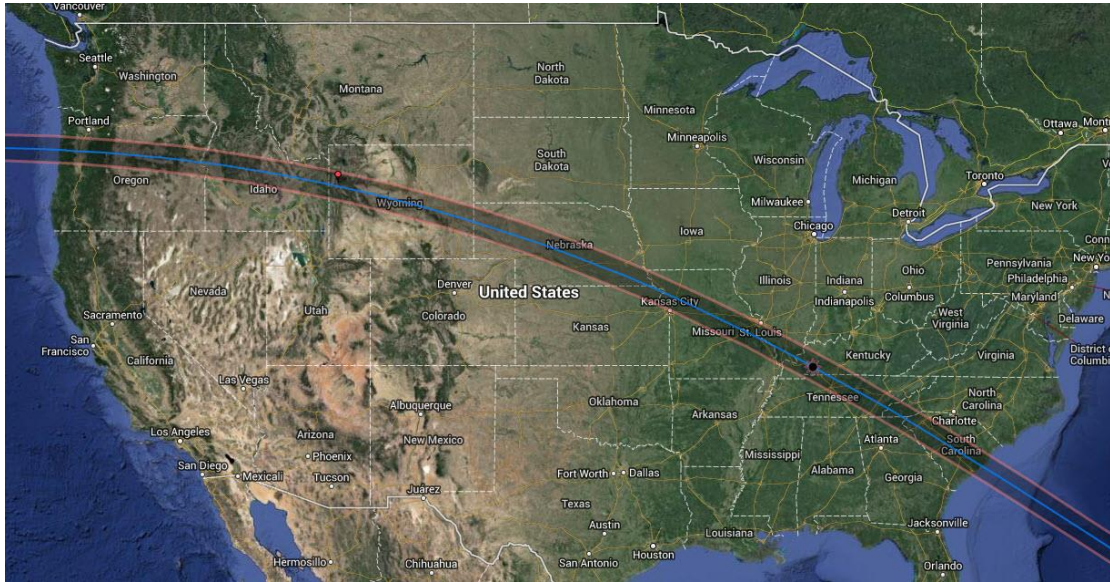 Vancouver
Seattle
Washington
Montana
North
Dakota
Minnesota
Ottawa
Portland
Minneapolis
Wisconsin
South
Dakota
Michigan
Toronto
Oregon
Idaho
Wyoming
Milwaukee
Detroit
New York
Chicago
Iowa
Nebraska
Pennsylvania
Philadelphia
Illinois
Indiana
Ohio
Indianapolis
Columbus
Maryland
Delaware
Nevada
Utah
Denver
Colorado
United States
Kansas City
Kansas
Missouri
St. Louis
West
Virginia
Virginia
Kentucky
District
Sacramento
San
Francisco
California
Las Vegas
Tennessee
North
Carolina
Charlotte
Oklahoma
Arkansas
Albuquerque
New Mexico
Los Angeles
Arizona
Phoenix
Tucson
San Diego
Mexicali
Atlanta
South
Carolina
Mississippi
Alabama
Georgia
Fort Worth
Dallas
Texas
Juárez
Austin
Louisiana
Jacksonville
Hermosillo
Chihuahua
San Antonio
Houston
Orlando